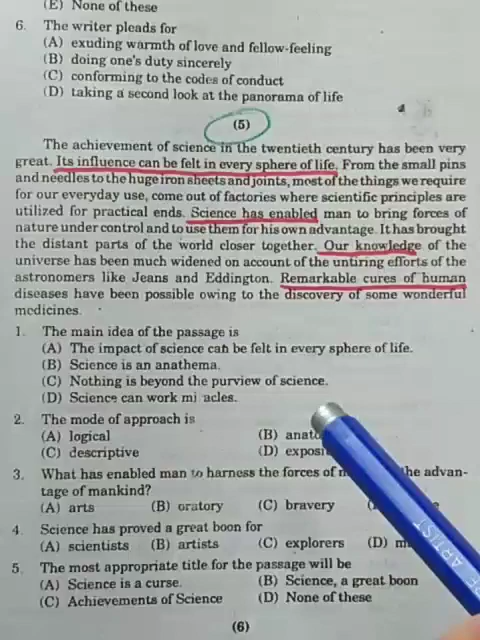 (E) None of these
6. The writer pleads for
(A) exuding warmth of love and fellow-feeling
(B) doing one's duty sincerely
(C) conforming to the codes of conduct
(D) taking a second look at the panorama of life
(5)
The achievement of science in the twentieth century has been very
great. Its influence can be felt in every sphere of life. From the small pins
and needles to the huge iron sheets and joints, most of the things we require
for our everyday use, come out of factories where scientific principles are
utilized for practical ends. Science has enabled man to bring forces of
nature under control and to use them for his own advantage. It has brought
the distant parts of the world closer together. Our knowledge of the
universe has been much widened on account of the untiring efforts of the
astronomers like Jeans and Eddington. Remarkable cures of human
diseases have been possible owing to the discovery of some wonderful
medicines.
1. The main idea of the passage is
(A) The impact of science can be felt in every sphere of life.
(B) Science is an anathema.
(C) Nothing is beyond the purview of science.
(D) Science can work mi acles.
2. The mode of approach is
(A) logical (B)
(C) descriptive (D)
3. What has enabled man to harness the forces of the advan-
tage of mankind?
(A) arts (B) oratory (C) bravery
4. Science has proved a great boon for
(A) scientists (B) artists (C) explorers (D)
5. The most appropriate title for the passage will be
(A) Science is a curse. (B) Science, a great boon
(C) Achievements of Science (D) None of these
(6)
ARTIST